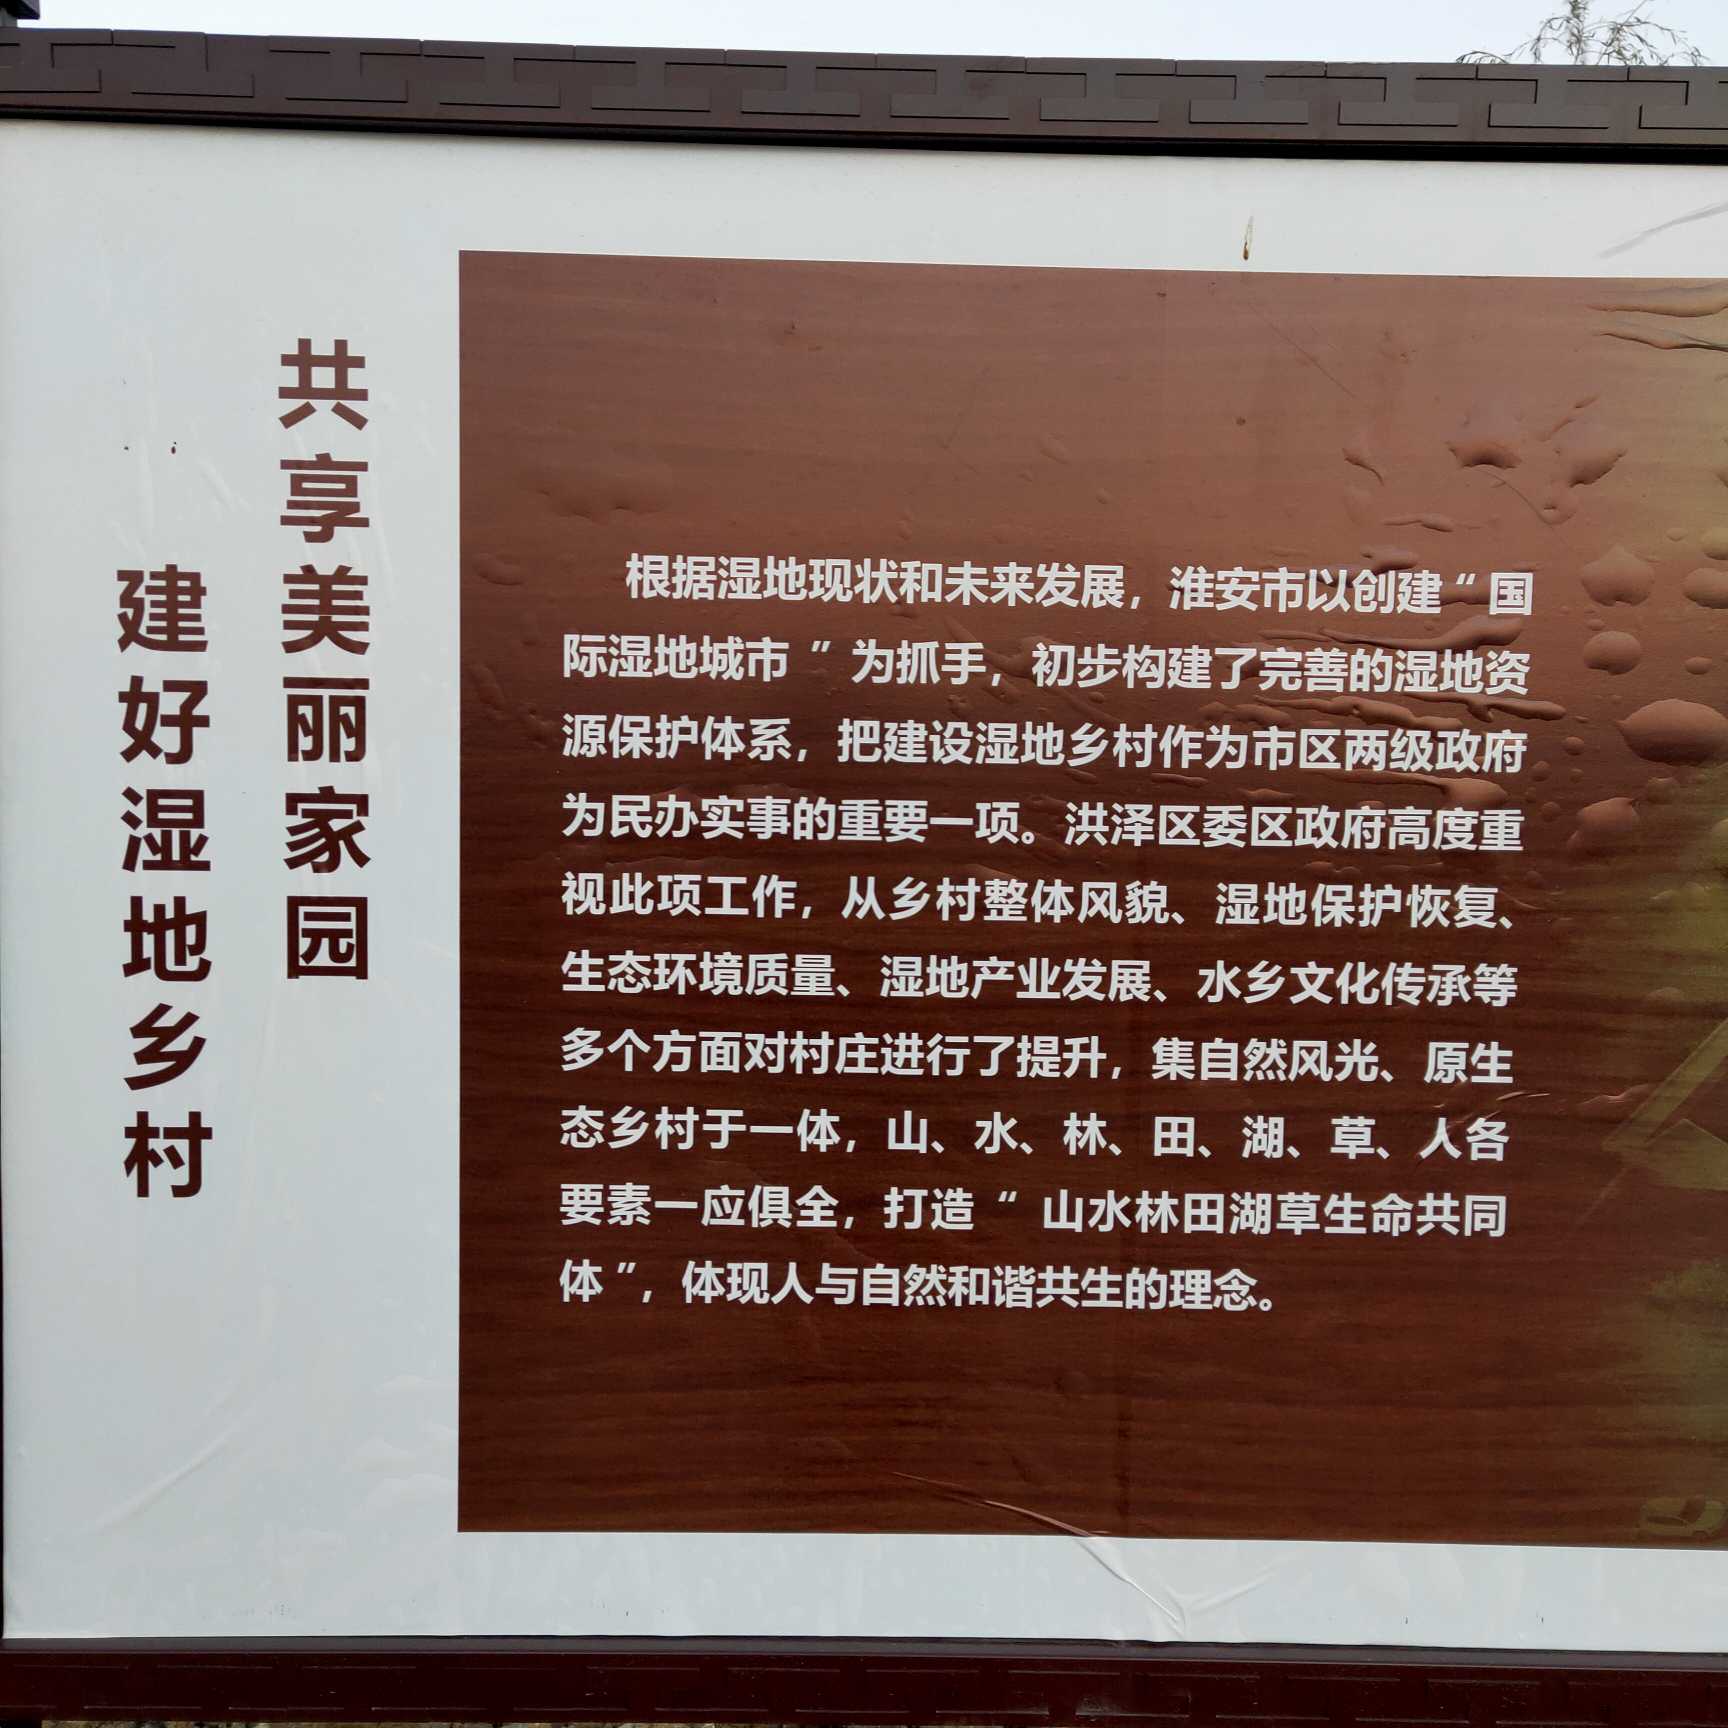 共享美丽家园
建好湿地乡村
根据湿地现状和未来发展，淮安市以创建“国
际湿地城市”为抓手，初步构建了完善的湿地资
源保护体系，把建设湿地乡村作为市区两级政府
为民办实事的重要一项。洪泽区委区政府高度重
视此项工作，从乡村整体风貌、湿地保护恢复、
生态环境质量、湿地产业发展、水乡文化传承等
多个方面对村庄进行了提升，集自然风光、原生
态乡村于一体，山、水、林、田、湖、草、人各
要素一应俱全，打造“山水林田湖草生命共同
体”，体现人与自然和谐共生的理念。